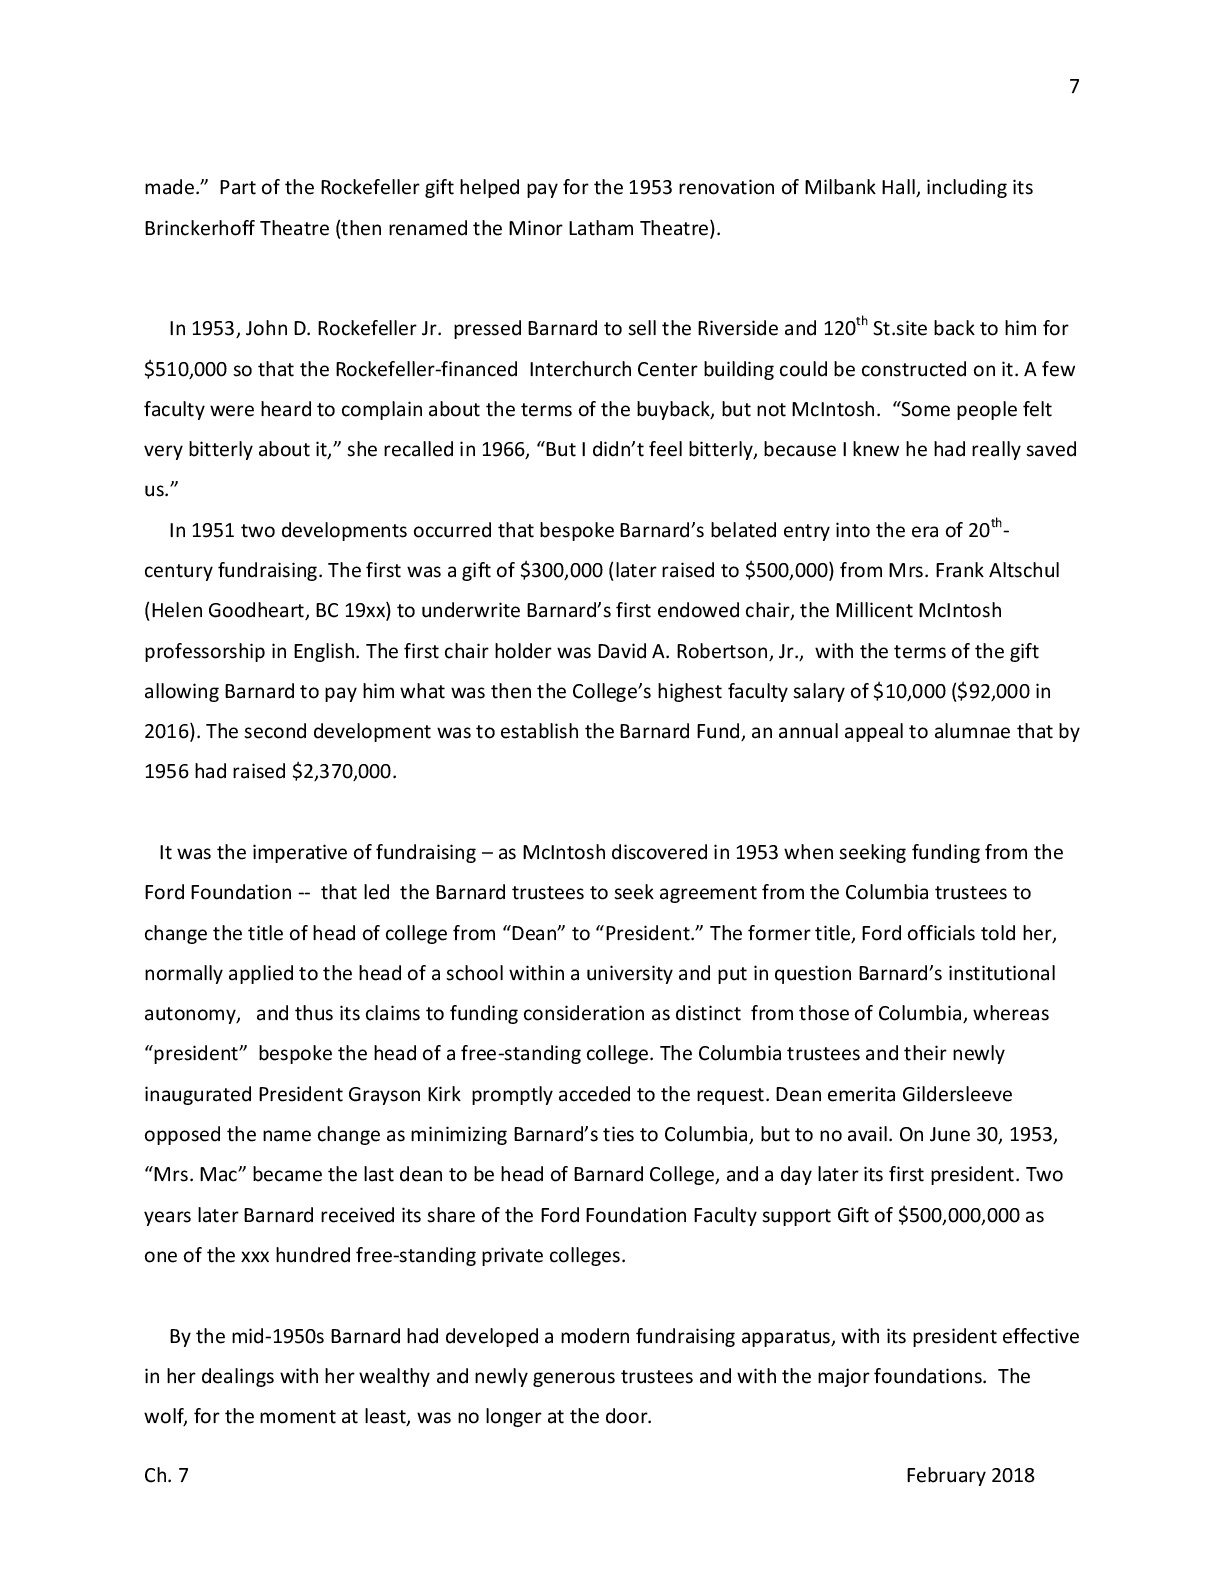 7
made.”  Part of the Rockefeller gift helped pay for the 1953 renovation of Milbank Hall, including its
Brinckerhoff Theatre (then renamed the Minor Latham Theatre).
In 1953, John D. Rockefeller Jr.  pressed Barnard to sell the Riverside and 120th St.site back to him for
$510,000 so that the Rockefeller-financed  Interchurch Center building could be constructed on it. A few
faculty were heard to complain about the terms of the buyback, but not McIntosh.  “Some people felt
very bitterly about it,” she recalled in 1966, “But I didn’t feel bitterly, because I knew he had really saved
us.”
In 1951 two developments occurred that bespoke Barnard’s belated entry into the era of 20th-
century fundraising. The first was a gift of $300,000 (later raised to $500,000) from Mrs. Frank Altschul
(Helen Goodheart, BC 19xx) to underwrite Barnard’s first endowed chair, the Millicent McIntosh
professorship in English. The first chair holder was David A. Robertson, Jr.,  with the terms of the gift
allowing Barnard to pay him what was then the College’s highest faculty salary of $10,000 ($92,000 in
2016). The second development was to establish the Barnard Fund, an annual appeal to alumnae that by
1956 had raised $2,370,000.
It was the imperative of fundraising – as McIntosh discovered in 1953 when seeking funding from the
Ford Foundation --  that led  the Barnard trustees to seek agreement from the Columbia trustees to
change the title of head of college from “Dean” to “President.” The former title, Ford officials told her,
normally applied to the head of a school within a university and put in question Barnard’s institutional
autonomy,   and thus its claims to funding consideration as distinct  from those of Columbia, whereas
“president”  bespoke the head of a free-standing college. The Columbia trustees and their newly
inaugurated President Grayson Kirk  promptly acceded to the request. Dean emerita Gildersleeve
opposed the name change as minimizing Barnard’s ties to Columbia, but to no avail. On June 30, 1953,
“Mrs. Mac” became the last dean to be head of Barnard College, and a day later its first president. Two
years later Barnard received its share of the Ford Foundation Faculty support Gift of $500,000,000 as
one of the xxx hundred free-standing private colleges.
By the mid-1950s Barnard had developed a modern fundraising apparatus, with its president effective
in her dealings with her wealthy and newly generous trustees and with the major foundations.  The
wolf, for the moment at least, was no longer at the door.
Ch. 7 February 2018